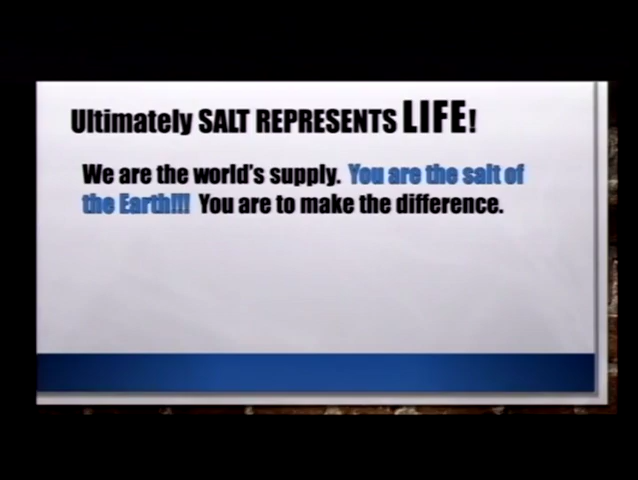 Ultimately SALT REPRESENTS LIFE!
We are the world's supply. You are the salt of
the Earth!!! You are to make the difference.